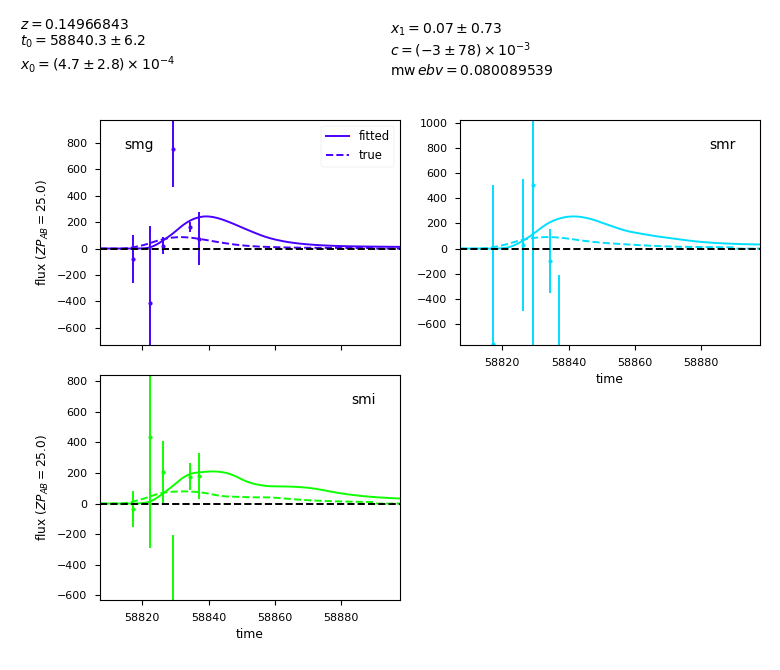 z = 0.14966843
t₀ = 58840.3 ± 6.2
x₀ = (4.7 ± 2.8) × 10⁻⁴
x₁ = 0.07 ± 0.73
c = (−3 ± 78) × 10⁻³
mw ebv = 0.080089539
smg
fitted
true
800
600
400
200
0
−200
−400
−600
flux (ZP_AB = 25.0)
smr
1000
800
600
400
200
0
−200
−400
−600
58820 58840 58860 58880
time
smi
800
600
400
200
0
−200
−400
−600
flux (ZP_AB = 25.0)
58820 58840 58860 58880
time